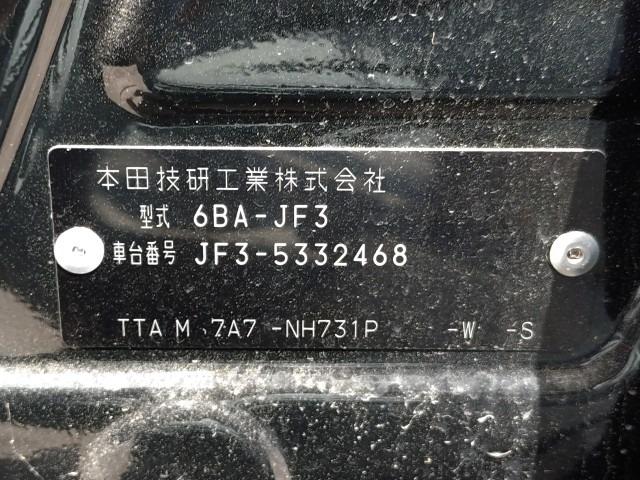 本田技研工業株式会社
型式 6BA-JF3
車台番号 JF3-5332468
TTA M 7A7 -NH731P -W -S